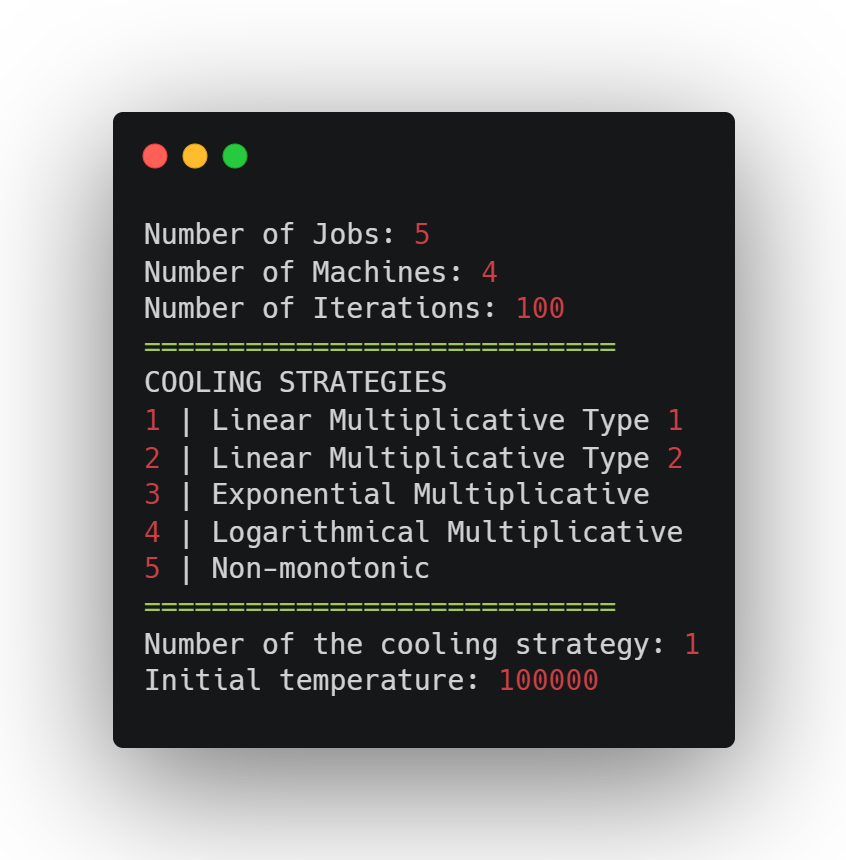 Number of Jobs: 5
Number of Machines: 4
Number of Iterations: 100
============================
COOLING STRATEGIES
1 | Linear Multiplicative Type 1
2 | Linear Multiplicative Type 2
3 | Exponential Multiplicative
4 | Logarithmical Multiplicative
5 | Non-monotonic
============================
Number of the cooling strategy: 1
Initial temperature: 100000